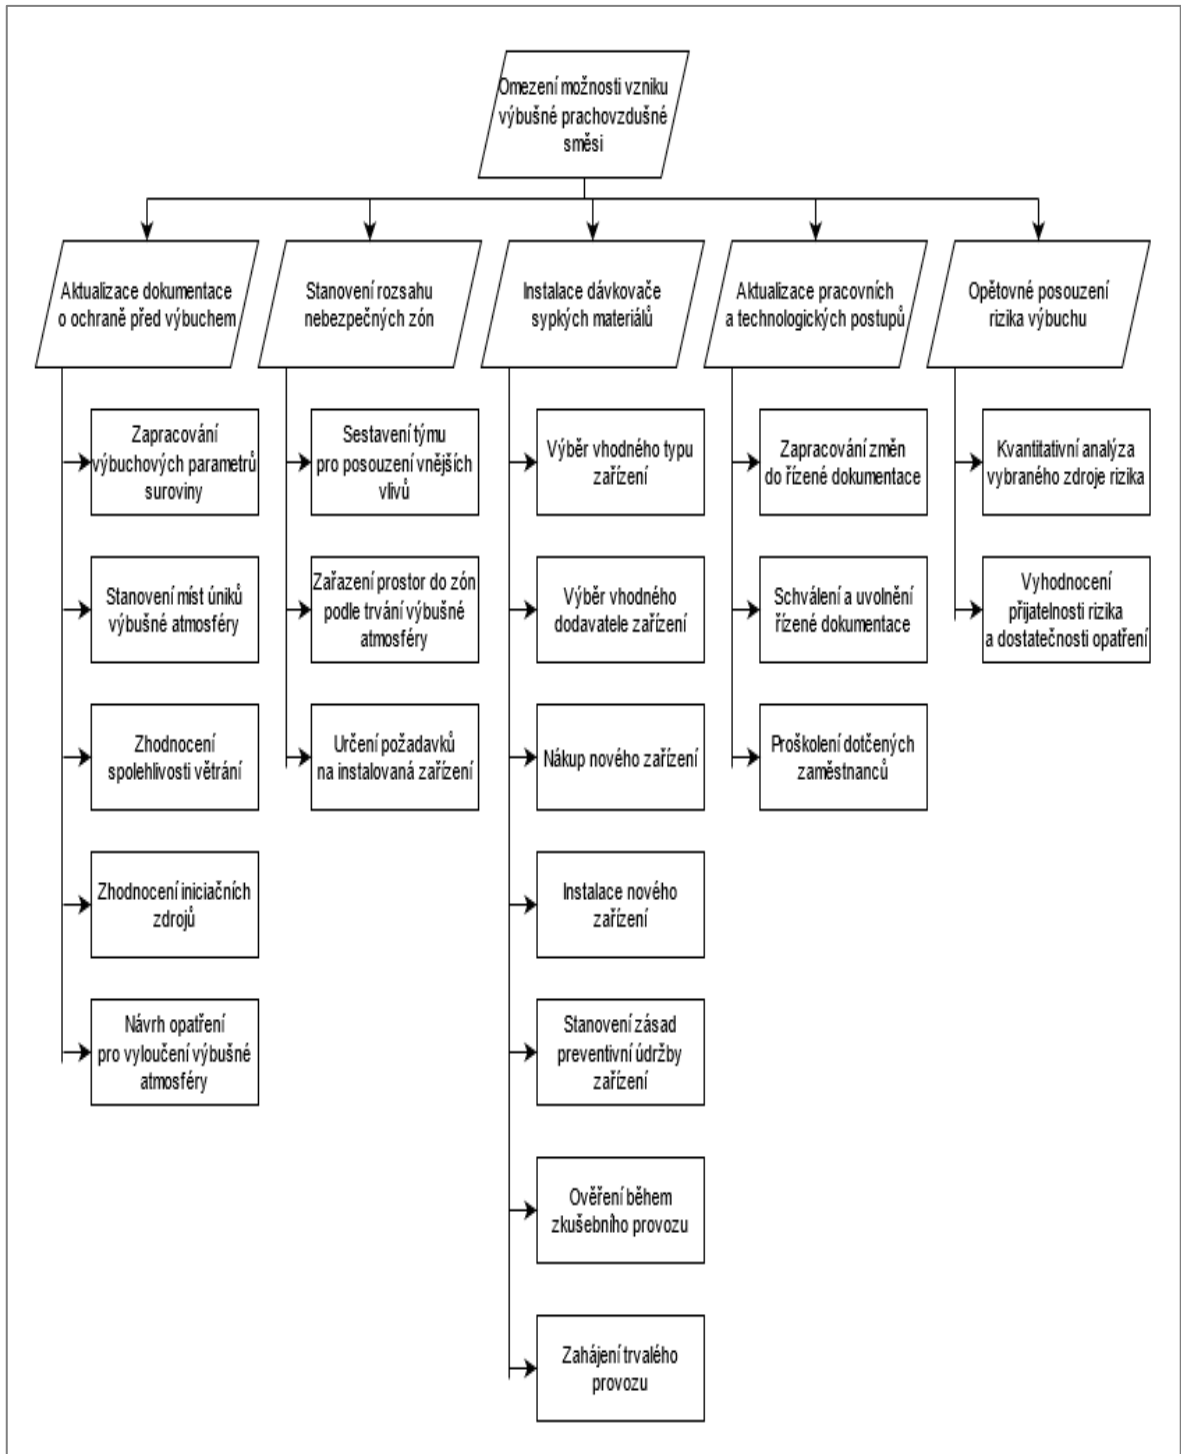 Omezení možnosti vzniku
výbušné prachovzdušné
směsi
Aktualizace dokumentace
o ochraně před výbuchem
Stanovení rozsahu
nebezpečných zón
Instalace dávkovače
sypkých materiálů
Aktualizace pracovních
a technologických postupů
Opětovné posouzení
rizika výbuchu
Zapracování
výbuchových parametrů
suroviny
Stanovení míst úniků
výbušné atmosféry
Zhodnocení
spolehlivosti větrání
Zhodnocení iniciačních
zdrojů
Návrh opatření
pro vyloučení výbušné
atmosféry
Sestavení týmu
pro posouzení vnějších
vlivů
Zařazení prostor do zón
podle trvání výbušné
atmosféry
Určení požadavků
na instalovaná zařízení
Výběr vhodného typu
zařízení
Výběr vhodného
dodavatele zařízení
Nákup nového zařízení
Instalace nového
zařízení
Stanovení zásad
preventivní údržby
zařízení
Ověření během
zkušebního provozu
Zahájení trvalého
provozu
Zapracování změn
do řízené dokumentace
Schválení a uvolnění
řízené dokumentace
Proškolení dotčených
zaměstnanců
Kvantitativní analýza
vybraného zdroje rizika
Vyhodnocení
přijatelnosti rizika
a dostatečnosti opatření